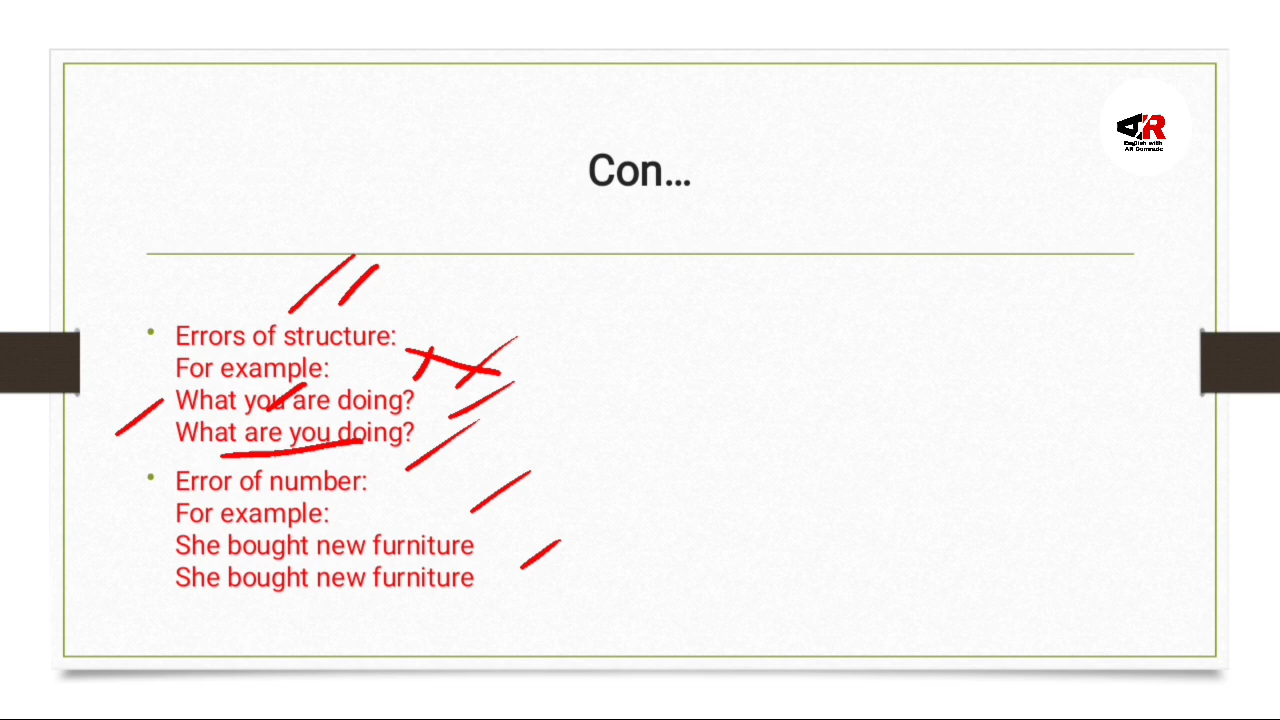 AR
English with
Con...
Errors of structure:
For example:
What you are doing?
What are you doing?
Error of number:
For example:
She bought new furniture
She bought new furniture